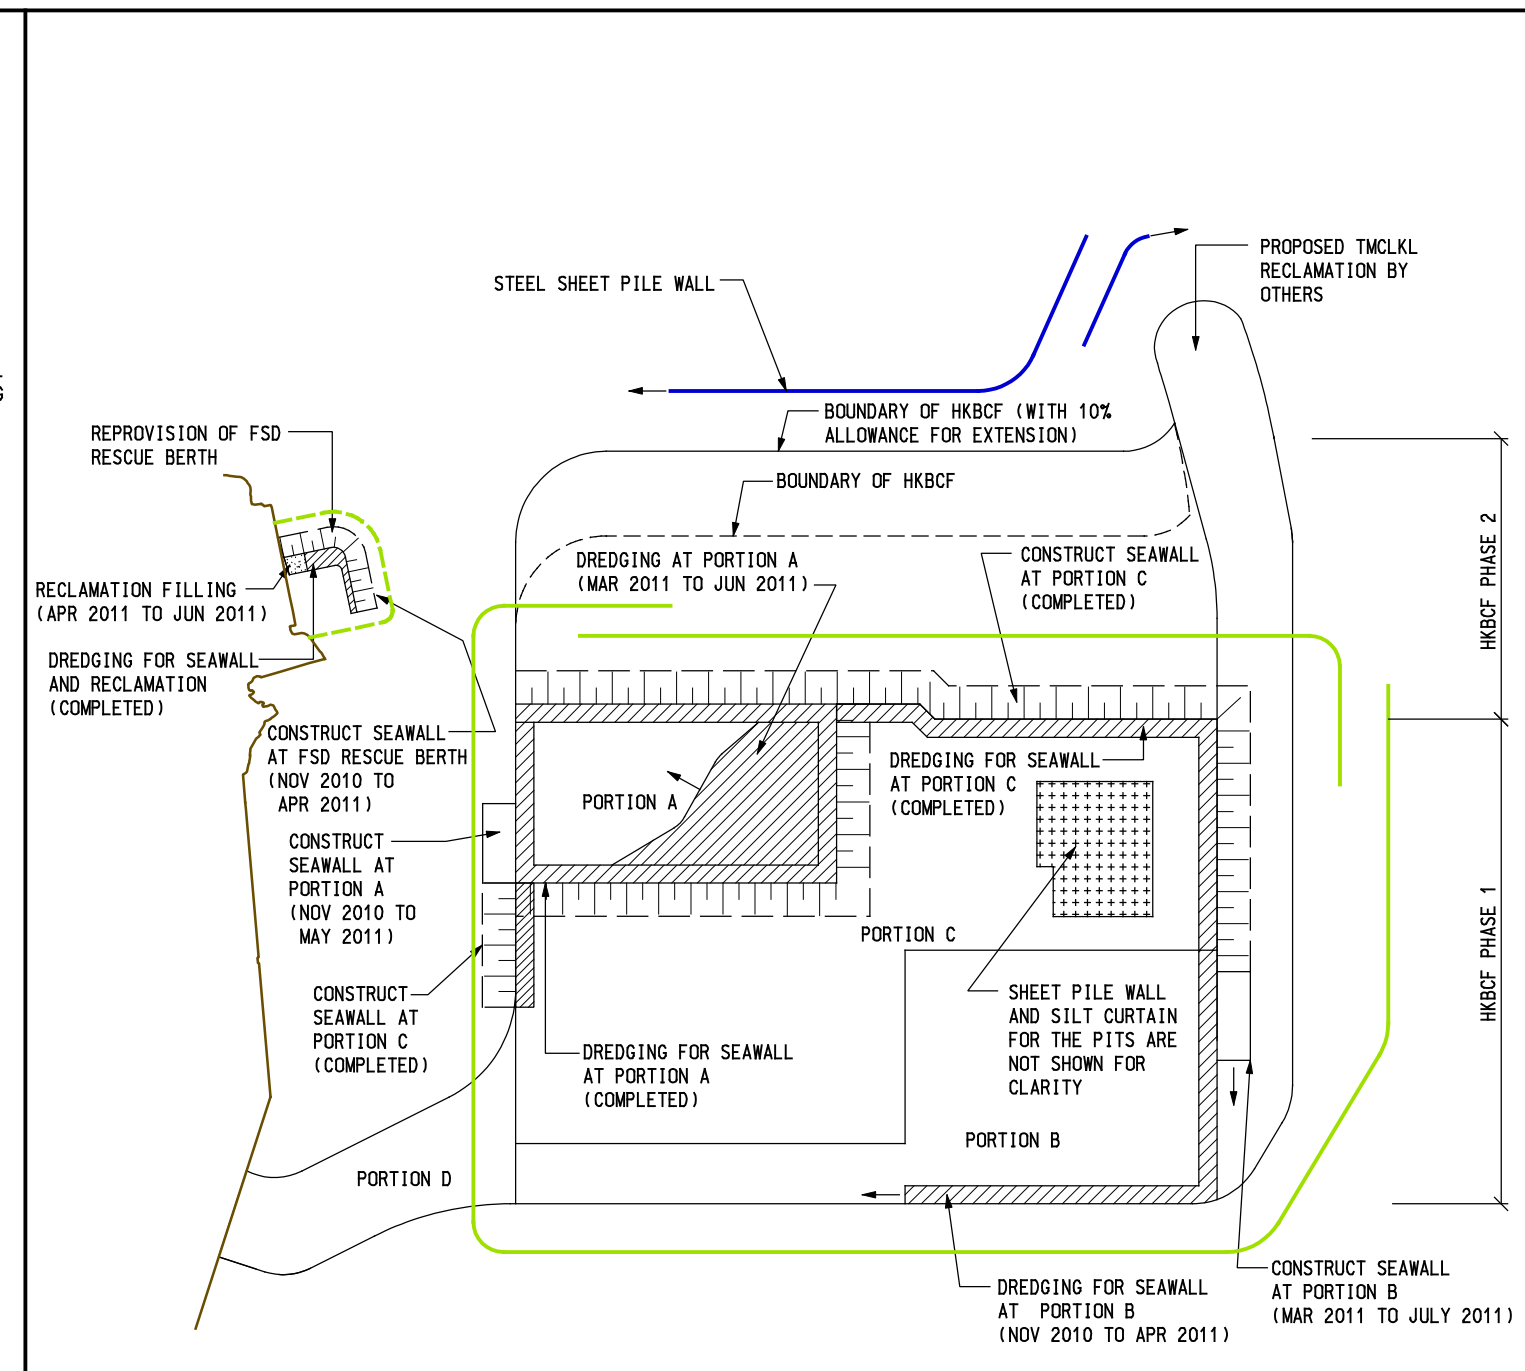 PROPOSED TMCLKL
RECLAMATION BY
OTHERS
STEEL SHEET PILE WALL
BOUNDARY OF HKBCF (WITH 10%
ALLOWANCE FOR EXTENSION)
REPROVISION OF FSD
RESCUE BERTH
BOUNDARY OF HKBCF
DREDGING AT PORTION A
(MAR 2011 TO JUN 2011)
CONSTRUCT SEAWALL
AT PORTION C
(COMPLETED)
HKBCF PHASE 2
RECLAMATION FILLING
(APR 2011 TO JUN 2011)
DREDGING FOR SEAWALL
AND RECLAMATION
(COMPLETED)
CONSTRUCT SEAWALL
AT FSD RESCUE BERTH
(NOV 2010 TO
APR 2011)
DREDGING FOR SEAWALL
AT PORTION C
(COMPLETED)
PORTION A
CONSTRUCT
SEAWALL AT
PORTION A
(NOV 2010 TO
MAY 2011)
PORTION C
HKBCF PHASE 1
CONSTRUCT
SEAWALL AT
PORTION C
(COMPLETED)
SHEET PILE WALL
AND SILT CURTAIN
FOR THE PITS ARE
NOT SHOWN FOR
CLARITY
DREDGING FOR SEAWALL
AT PORTION A
(COMPLETED)
PORTION B
PORTION D
CONSTRUCT SEAWALL
AT PORTION B
(MAR 2011 TO JULY 2011)
DREDGING FOR SEAWALL
AT PORTION B
(NOV 2010 TO APR 2011)